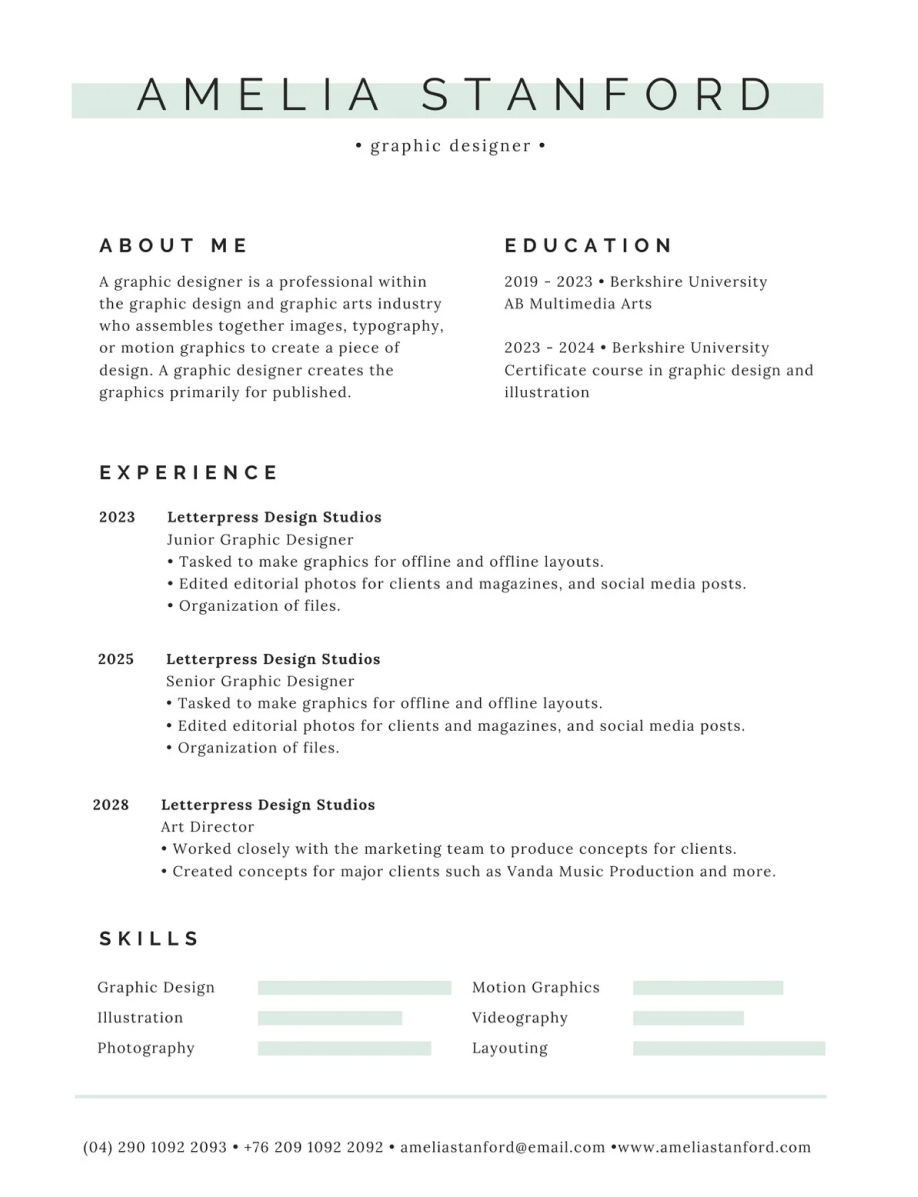 AMELIA STANFORD
• graphic designer •
ABOUT ME
A graphic designer is a professional within
the graphic design and graphic arts industry
who assembles together images, typography,
or motion graphics to create a piece of
design. A graphic designer creates the
graphics primarily for published.
EDUCATION
2019 - 2023 • Berkshire University
AB Multimedia Arts
2023 - 2024 • Berkshire University
Certificate course in graphic design and
illustration
EXPERIENCE
2023 Letterpress Design Studios
Junior Graphic Designer
• Tasked to make graphics for offline and offline layouts.
• Edited editorial photos for clients and magazines, and social media posts.
• Organization of files.
2025 Letterpress Design Studios
Senior Graphic Designer
• Tasked to make graphics for offline and offline layouts.
• Edited editorial photos for clients and magazines, and social media posts.
• Organization of files.
2028 Letterpress Design Studios
Art Director
• Worked closely with the marketing team to produce concepts for clients.
• Created concepts for major clients such as Vanda Music Production and more.
SKILLS
Graphic Design
Illustration
Photography
Motion Graphics
Videography
Layouting
(04) 290 1092 2093 • +76 209 1092 2092 • ameliastanford@email.com •www.ameliastanford.com